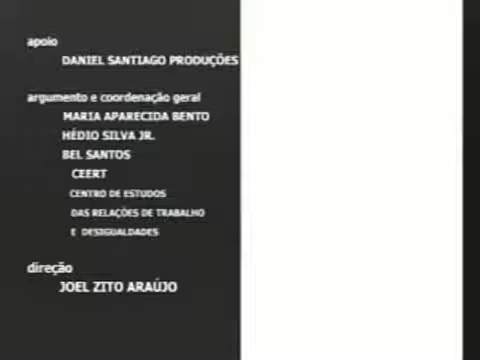 apoio
DANIEL SANTIAGO PRODUÇÕES
argumento e coordenação geral
MARIA APARECIDA BENTO
HÉDIO SILVA JR.
BEL SANTOS
CEERT
CENTRO DE ESTUDOS
DAS RELAÇÕES DE TRABALHO
E DESIGUALDADES
direção
JOEL ZITO ARAÚJO